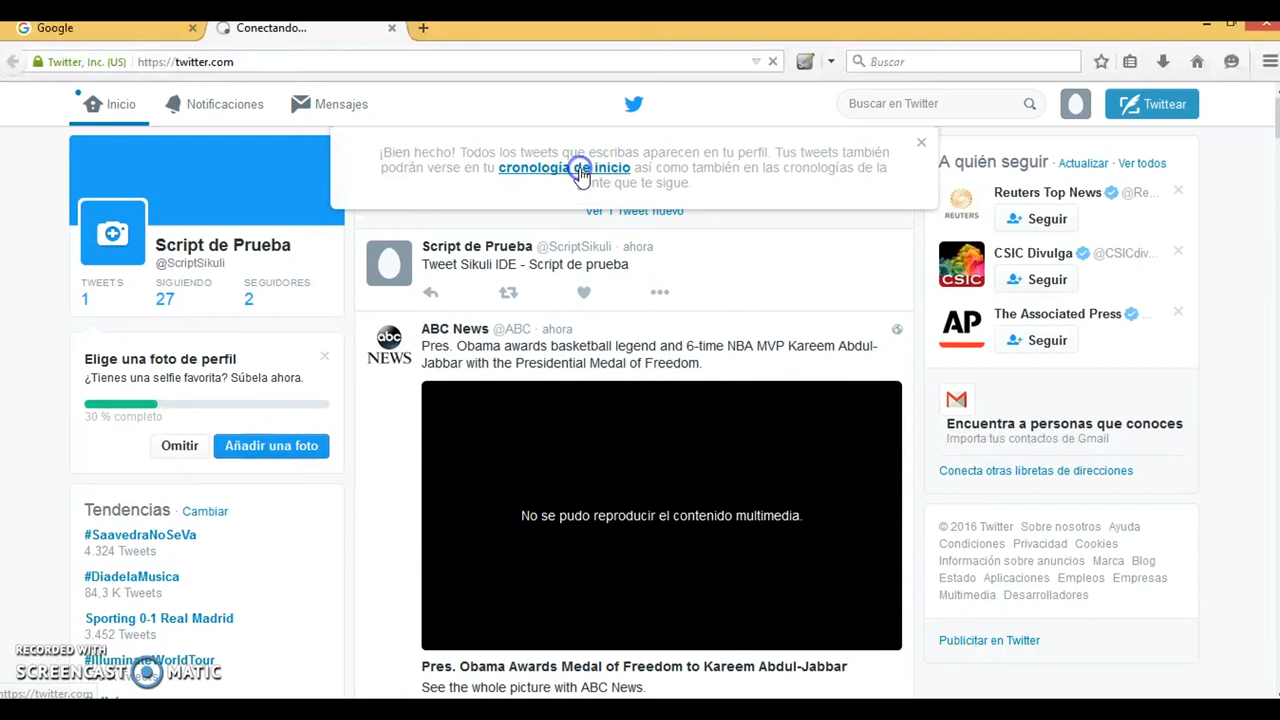 Google
Conectando...
Twitter, Inc. (US)
https://twitter.com
Buscar
Inicio
Notificaciones
Mensajes
Buscar en Twitter
Twittear
¡Bien hecho! Todos los tweets que escribas aparecen en tu perfil. Tus tweets también
podrán verse en tu cronología de inicio así como también en las cronologías de la
nte que te sigue.
Ver 1 Tweet nuevo
Script de Prueba
@ScriptSikuli
TWEETS
SIGUIENDO
SEGUIDORES
1
27
2
Elige una foto de perfil
¿Tienes una selfie favorita? Súbela ahora.
30 % completo
Omitir
Añadir una foto
Tendencias · Cambiar
#SaavedraNoSeVa
4.324 Tweets
#DiadelaMusica
84,3 K Tweets
Sporting 0-1 Real Madrid
3.452 Tweets
#IlluminateWorldTour
RECORDED WITH
SCREENCAST MATIC
https://twitter.com
Script de Prueba @ScriptSikuli · ahora
Tweet Sikuli IDE - Script de prueba
abc
NEWS
ABC News @ABC · ahora
Pres. Obama awards basketball legend and 6-time NBA MVP Kareem Abdul-
Jabbar with the Presidential Medal of Freedom.
No se pudo reproducir el contenido multimedia.
Pres. Obama Awards Medal of Freedom to Kareem Abdul-Jabbar
See the whole picture with ABC News.
A quién seguir · Actualizar · Ver todos
REUTERS
Reuters Top News @Re...
Seguir
CSIC
CSIC Divulga @CSICdiv...
Seguir
AP
The Associated Press ...
Seguir
Encuentra a personas que conoces
Importa tus contactos de Gmail
Conecta otras libretas de direcciones
© 2016 Twitter Sobre nosotros Ayuda
Condiciones Privacidad Cookies
Información sobre anuncios Marca Blog
Estado Aplicaciones Empleos Empresas
Multimedia Desarrolladores
Publicitar en Twitter